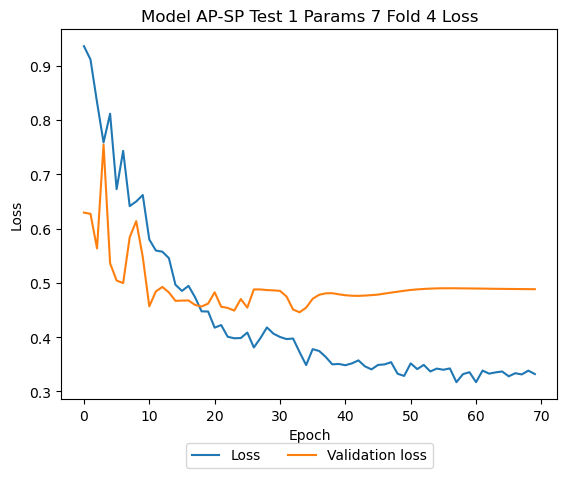 Model AP-SP Test 1 Params 7 Fold 4 Loss
0.9
0.8
0.7
0.6
0.5
0.4
0.3
Loss
0 10 20 30 40 50 60 70
Epoch
Loss Validation loss